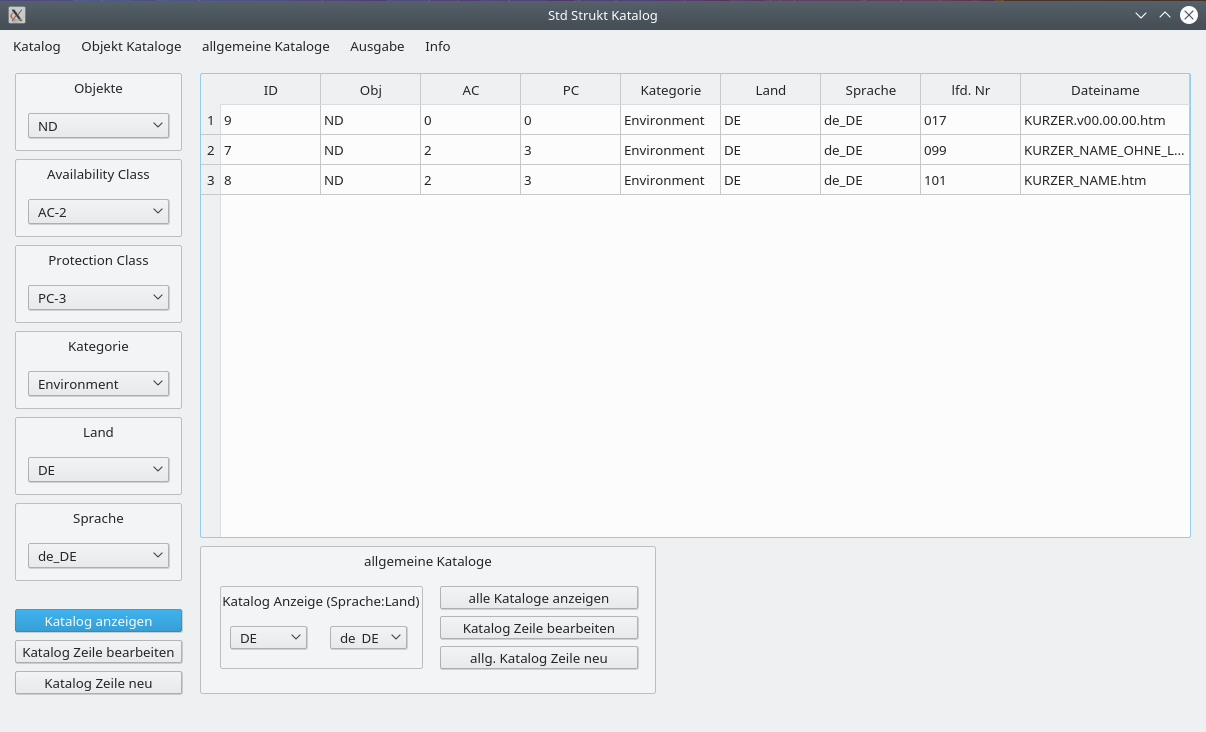 Std Strukt Katalog
Katalog Objekt Kataloge allgemeine Kataloge Ausgabe Info
Objekte
ND
Availability Class
AC-2
Protection Class
PC-3
Kategorie
Environment
Land
DE
Sprache
de_DE
Katalog anzeigen
Katalog Zeile bearbeiten
Katalog Zeile neu
ID Obj AC PC Kategorie Land Sprache lfd. Nr Dateiname
1 9 ND 0 0 Environment DE de_DE 017 KURZER.v00.00.00.htm
2 7 ND 2 3 Environment DE de_DE 099 KURZER_NAME_OHNE_L...
3 8 ND 2 3 Environment DE de_DE 101 KURZER_NAME.htm
allgemeine Kataloge
Katalog Anzeige (Sprache:Land)
DE de_DE
alle Kataloge anzeigen
Katalog Zeile bearbeiten
allg. Katalog Zeile neu